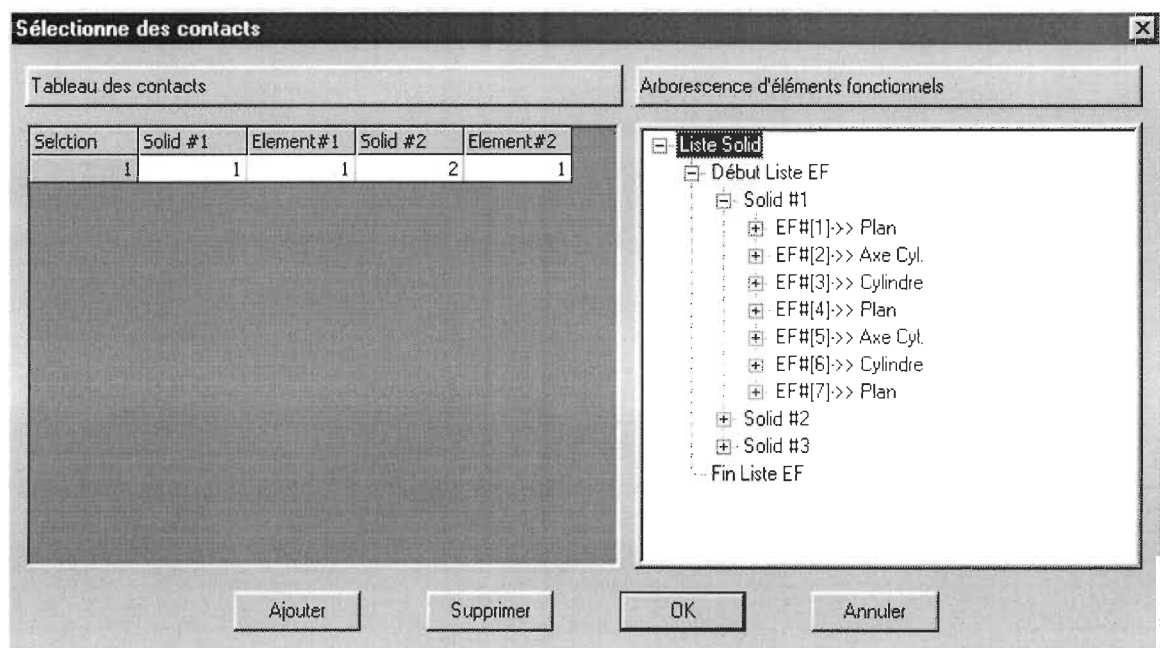 Sélectionne des contacts
Tableau des contacts
Selction Solid #1 Element#1 Solid #2 Element#2
1 1 1 2 1
Arborescence d'éléments fonctionnels
Liste Solid
Début Liste EF
Solid #1
EF#[1]->> Plan
EF#[2]->> Axe Cyl.
EF#[3]->> Cylindre
EF#[4]->> Plan
EF#[5]->> Axe Cyl.
EF#[6]->> Cylindre
EF#[7]->> Plan
Solid #2
Solid #3
Fin Liste EF
Ajouter Supprimer OK Annuler